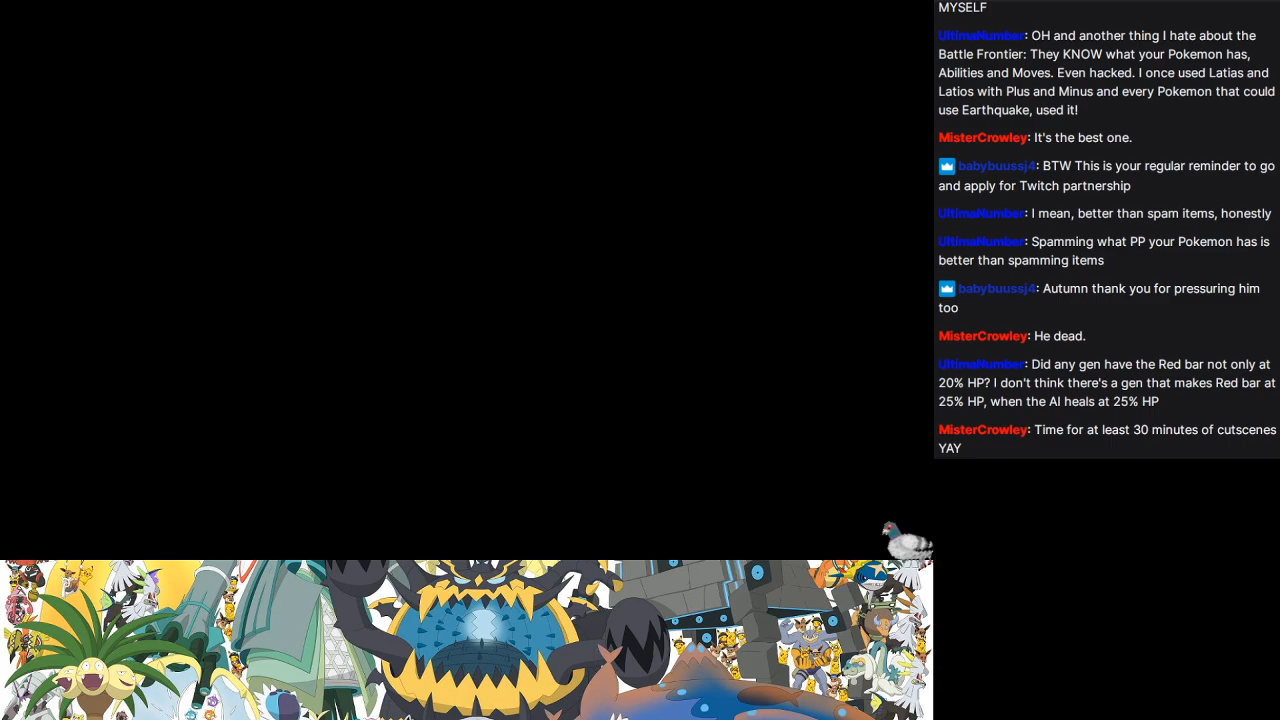 MYSELF
UltimaNumber: OH and another thing I hate about the
Battle Frontier: They KNOW what your Pokemon has,
Abilities and Moves. Even hacked. I once used Latias and
Latios with Plus and Minus and every Pokemon that could
use Earthquake, used it!
MisterCrowley: It's the best one.
babybuussj4: BTW This is your regular reminder to go
and apply for Twitch partnership
UltimaNumber: I mean, better than spam items, honestly
UltimaNumber: Spamming what PP your Pokemon has is
better than spamming items
babybuussj4: Autumn thank you for pressuring him
too
MisterCrowley: He dead.
UltimaNumber: Did any gen have the Red bar not only at
20% HP? I don't think there's a gen that makes Red bar at
25% HP, when the AI heals at 25% HP
MisterCrowley: Time for at least 30 minutes of cutscenes
YAY